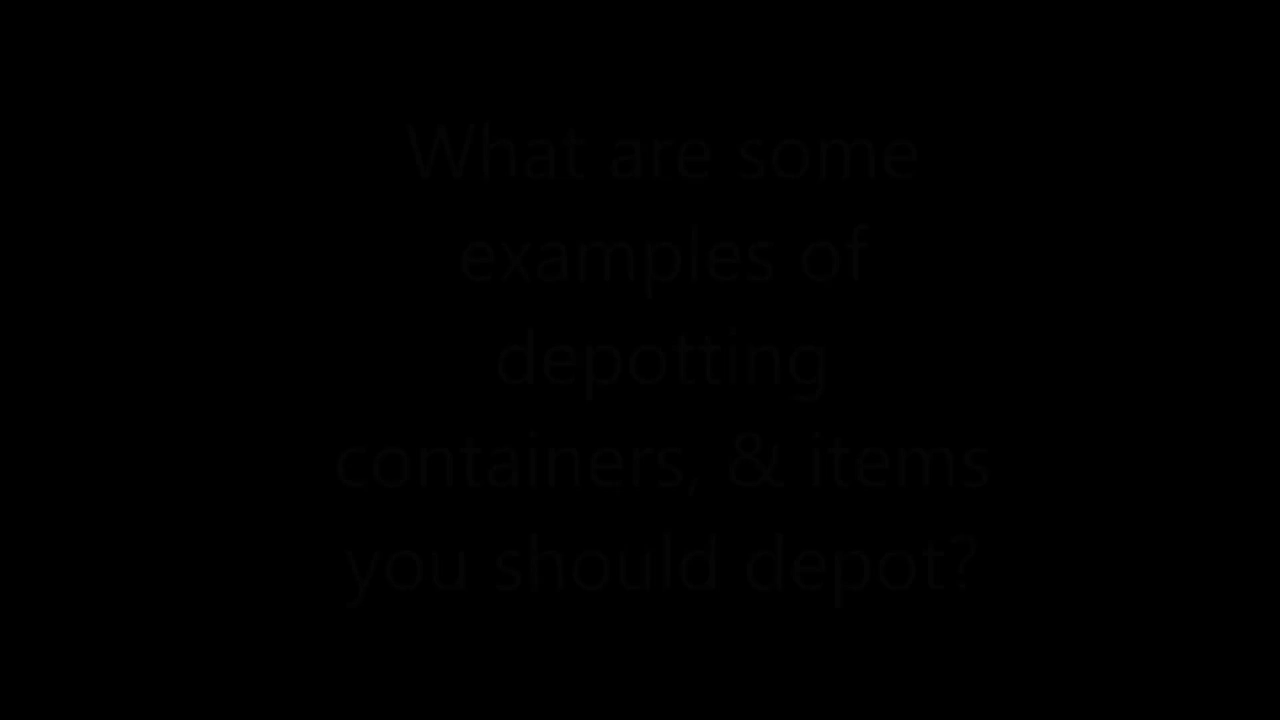 What are some
examples of
depotting
containers, & items
you should depot?